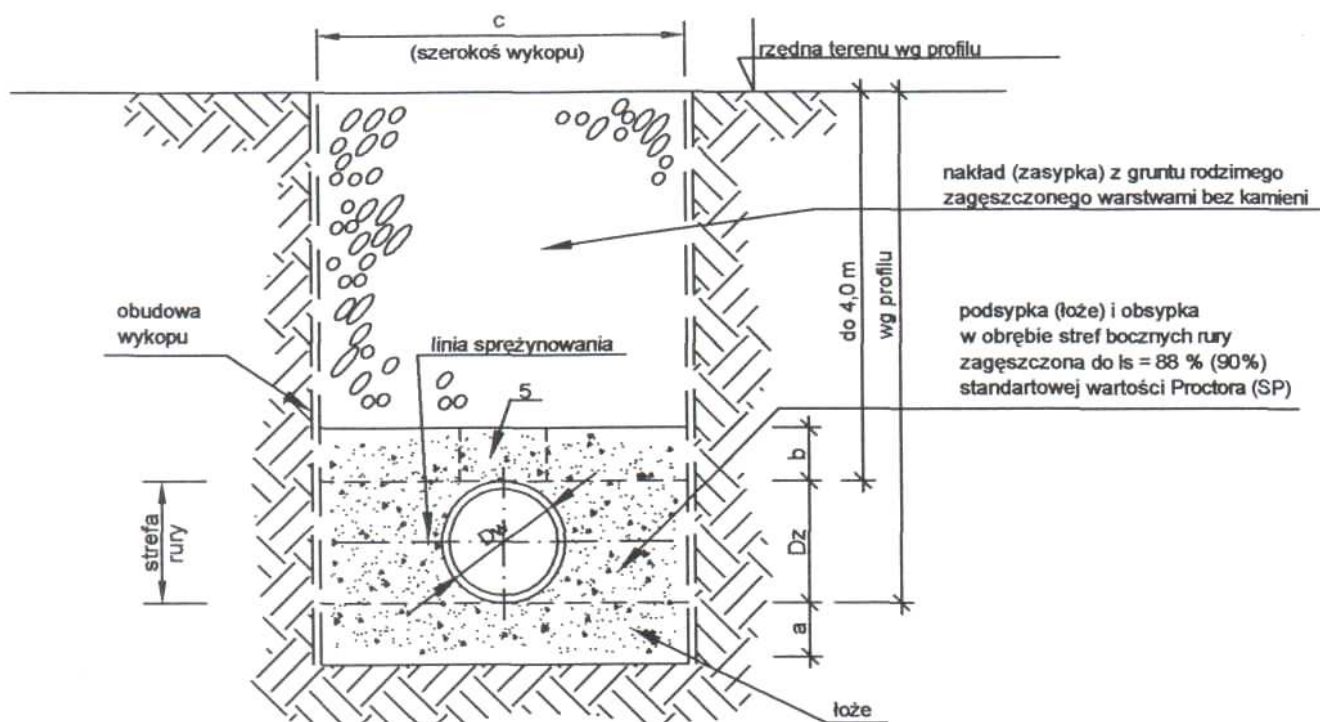 c
(szerokoś wykopu)
rzędna terenu wg profilu
nakład (zasypka) z gruntu rodzimego
zagęszczonego warstwami bez kamieni
do 4,0 m
wg profilu
obudowa
wykopu
linia sprężynowania
5
podsypka (łoże) i obsypka
w obrębie stref bocznych rury
zagęszczona do Is = 88 % (90%)
standartowej wartości Proctora (SP)
b
strefa
rury
Dw
Dz
a
łoże